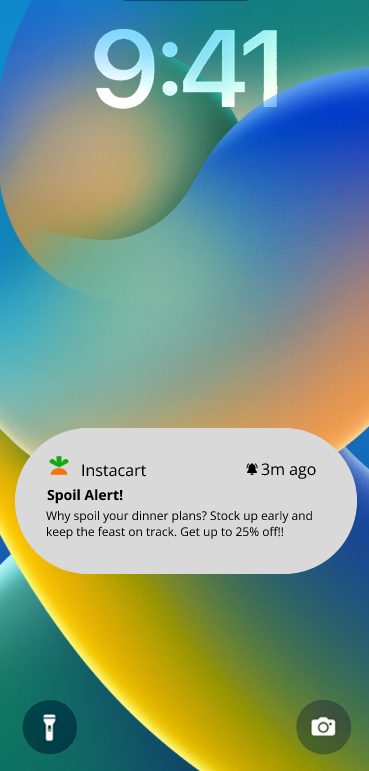 9:41
Instacart 3m ago
Spoil Alert!
Why spoil your dinner plans? Stock up early and
keep the feast on track. Get up to 25% off!!